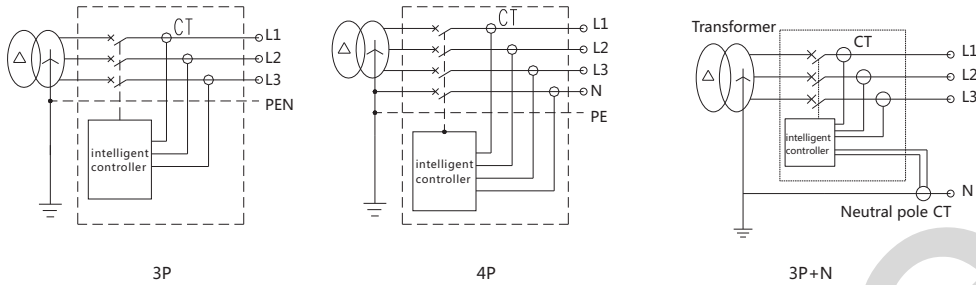 CT
L1
L2
L3
PEN
intelligent
controller
3P
CT
L1
L2
L3
N
PE
intelligent
controller
4P
Transformer
CT
L1
L2
L3
intelligent
controller
N
Neutral pole CT
3P+N